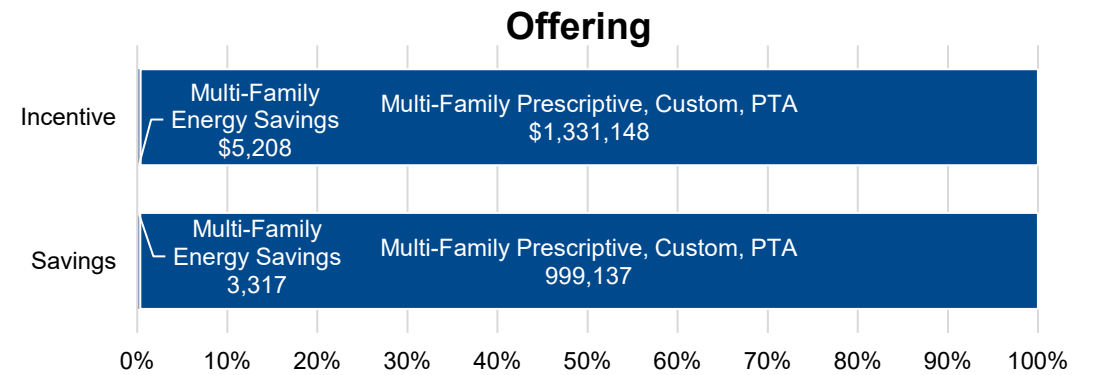 Offering
Incentive
Multi-Family
Energy Savings
$5,208
Multi-Family Prescriptive, Custom, PTA
$1,331,148
Savings
Multi-Family
Energy Savings
3,317
Multi-Family Prescriptive, Custom, PTA
999,137
0% 10% 20% 30% 40% 50% 60% 70% 80% 90% 100%